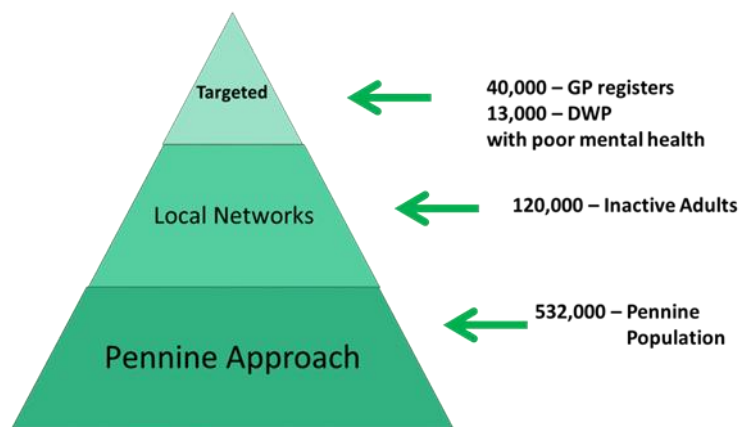 Targeted
40,000 – GP registers
13,000 – DWP
with poor mental health
Local Networks
120,000 – Inactive Adults
Pennine Approach
532,000 – Pennine
Population